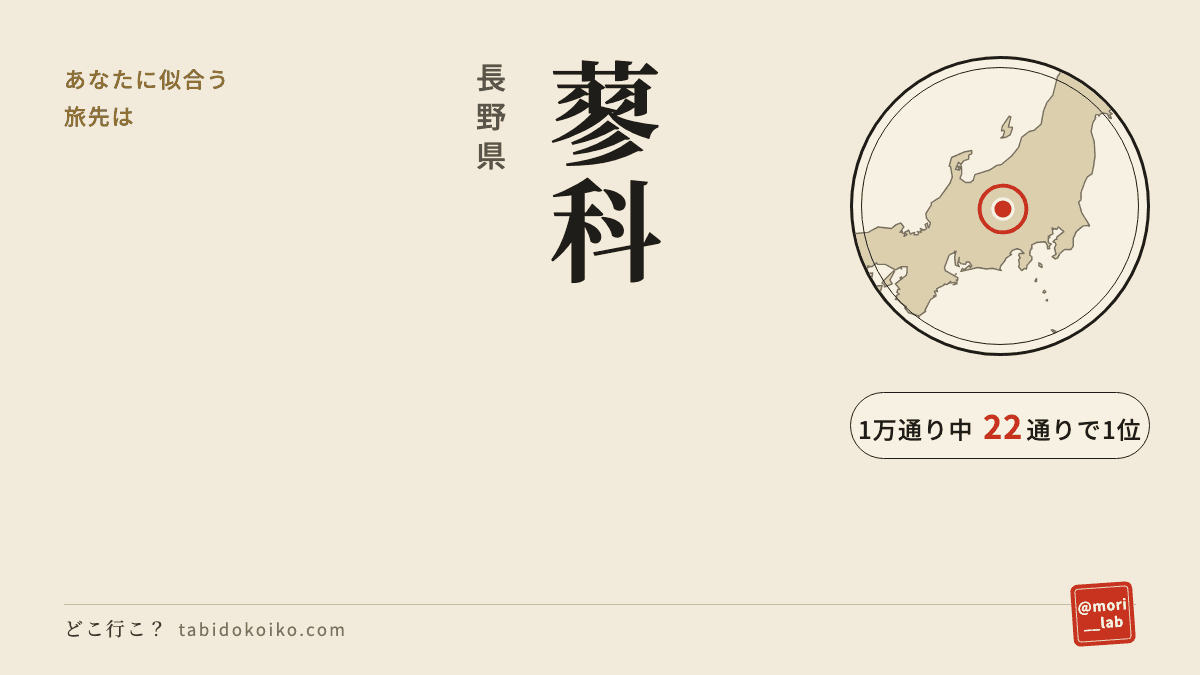 あなたに似合う
旅先は
蓼科
長野県
1万通り中 22通りで1位
どこ行こ？ tabidokoiko.com
@mori
__lab